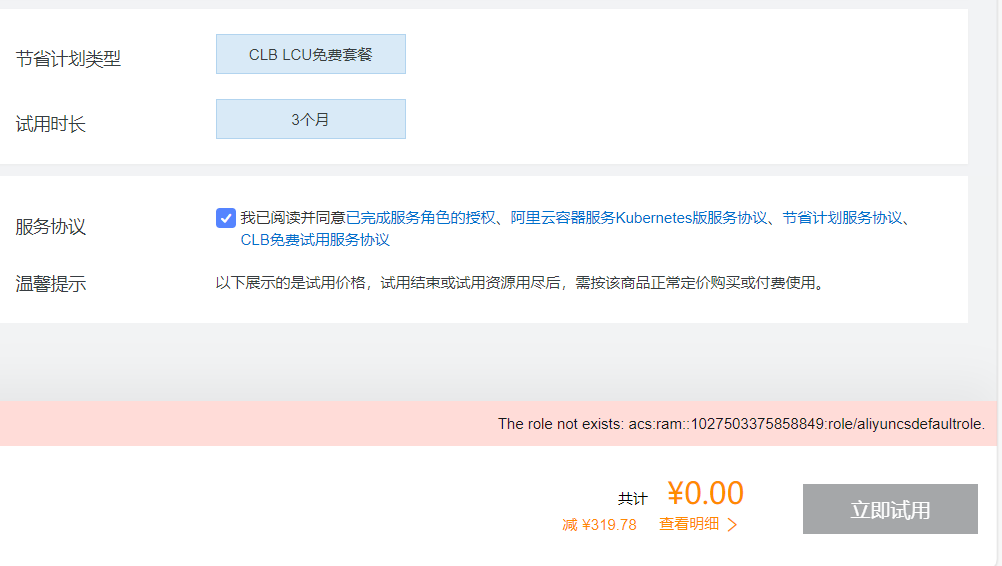 节省计划类型
CLB LCU免费套餐
试用时长
3个月
服务协议
我已阅读并同意已完成服务角色的授权、阿里云容器服务Kubernetes版服务协议、节省计划服务协议、
CLB免费试用服务协议
温馨提示
以下展示的是试用价格，试用结束或试用资源用尽后，需按该商品正常定价购买或付费使用。
The role not exists: acs:ram::1027503375858849:role/aliyuncsdefaultrole.
共计 ¥0.00
减 ¥319.78 查看明细
立即试用